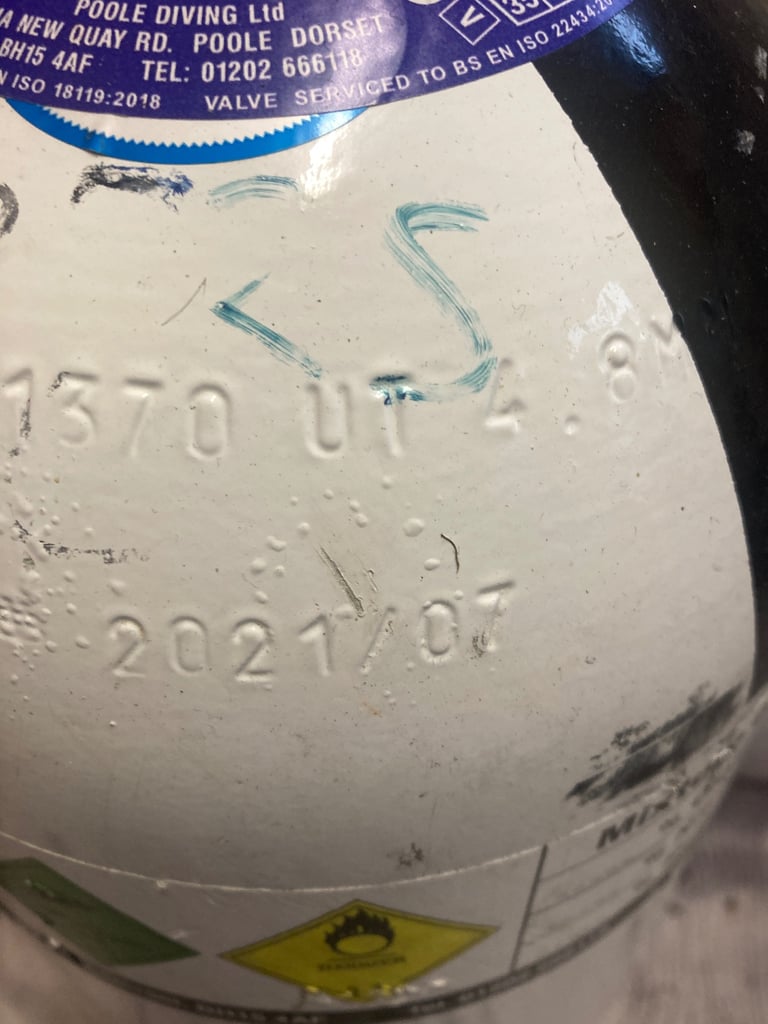 POOLE DIVING Ltd
NEW QUAY RD. POOLE DORSET
BH15 4AF TEL: 01202 666118
ISO 18119:2018 VALVE SERVICED TO BS EN ISO 22434:20
V
1370 UT 4.8M
2021/07